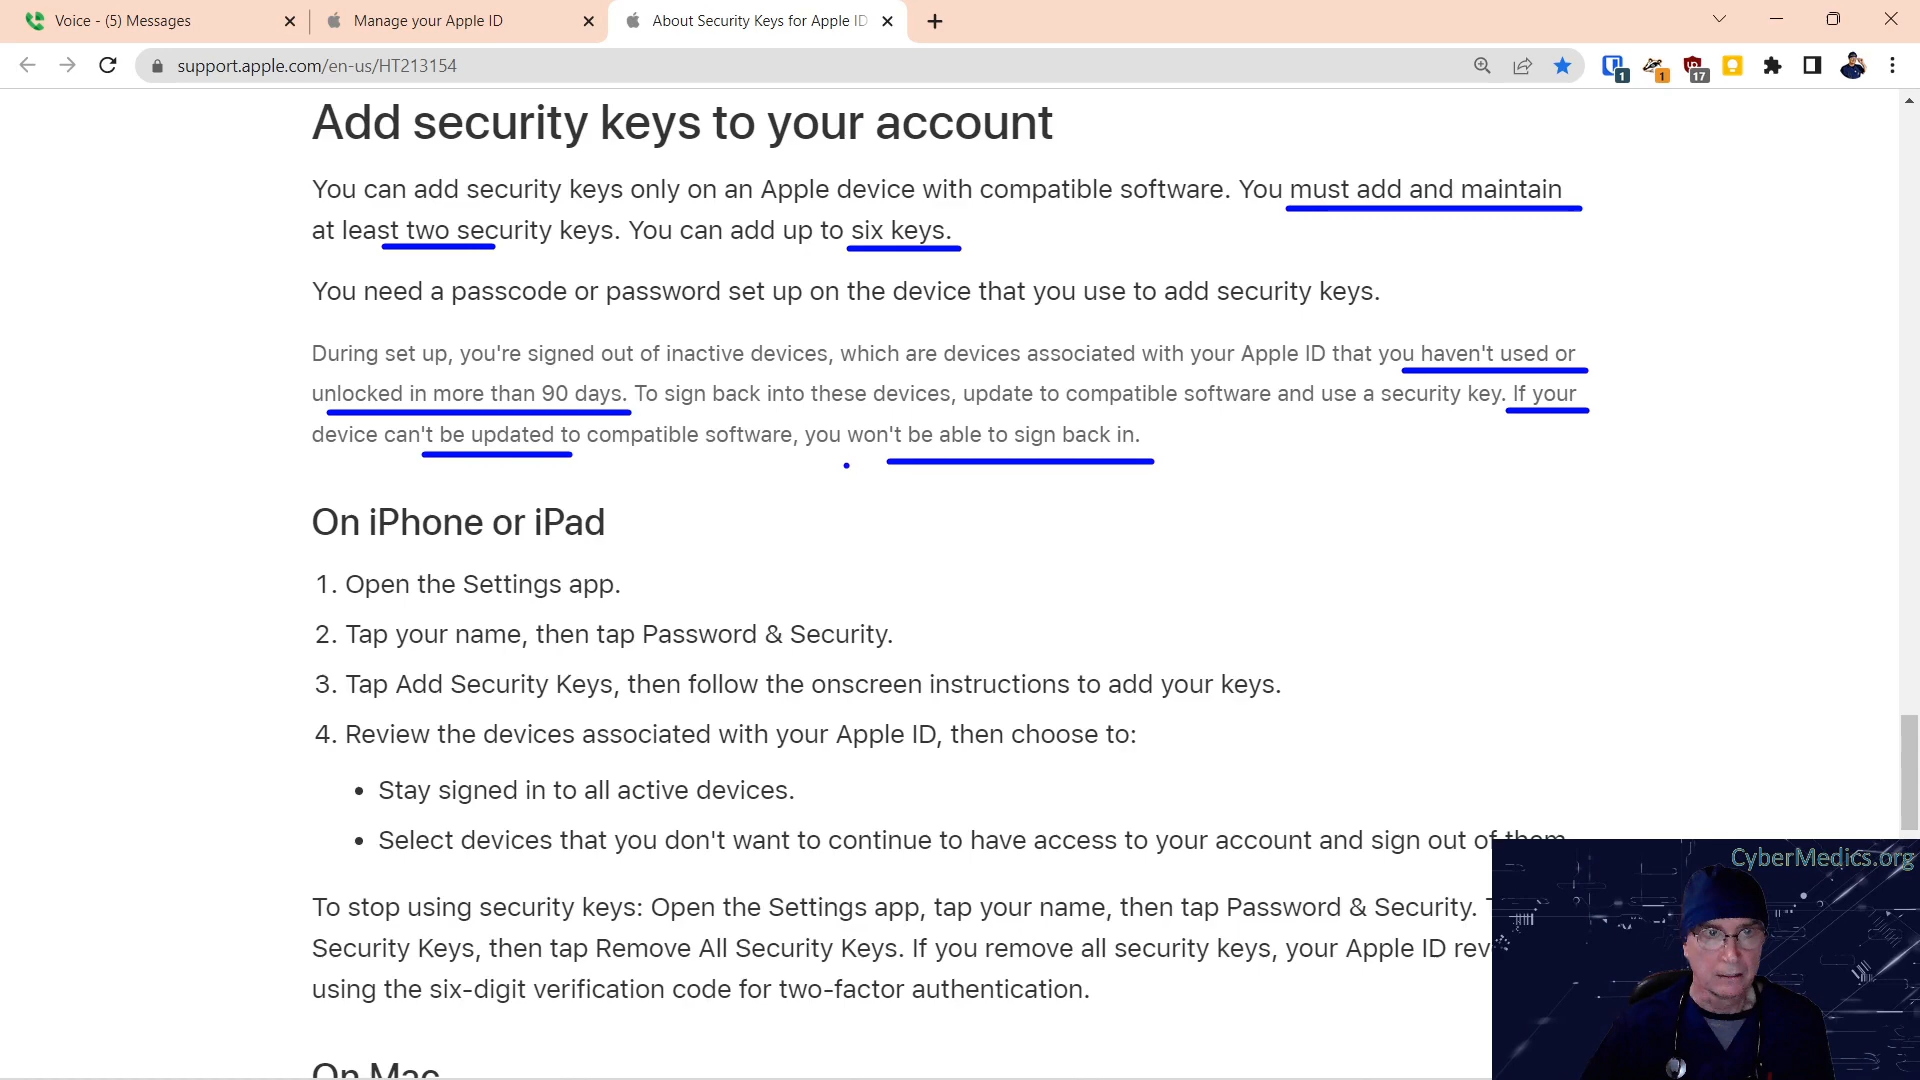 Voice - (5) Messages
Manage your Apple ID
About Security Keys for Apple ID
support.apple.com/en-us/HT213154
1
1
17
Add security keys to your account
You can add security keys only on an Apple device with compatible software. You must add and maintain
at least two security keys. You can add up to six keys.
You need a passcode or password set up on the device that you use to add security keys.
During set up, you're signed out of inactive devices, which are devices associated with your Apple ID that you haven't used or
unlocked in more than 90 days. To sign back into these devices, update to compatible software and use a security key. If your
device can't be updated to compatible software, you won't be able to sign back in.
On iPhone or iPad
1. Open the Settings app.
2. Tap your name, then tap Password & Security.
3. Tap Add Security Keys, then follow the onscreen instructions to add your keys.
4. Review the devices associated with your Apple ID, then choose to:
• Stay signed in to all active devices.
• Select devices that you don't want to continue to have access to your account and sign out of them.
To stop using security keys: Open the Settings app, tap your name, then tap Password & Security.
Security Keys, then tap Remove All Security Keys. If you remove all security keys, your Apple ID rev
using the six-digit verification code for two-factor authentication.
On Mac
CyberMedics.org